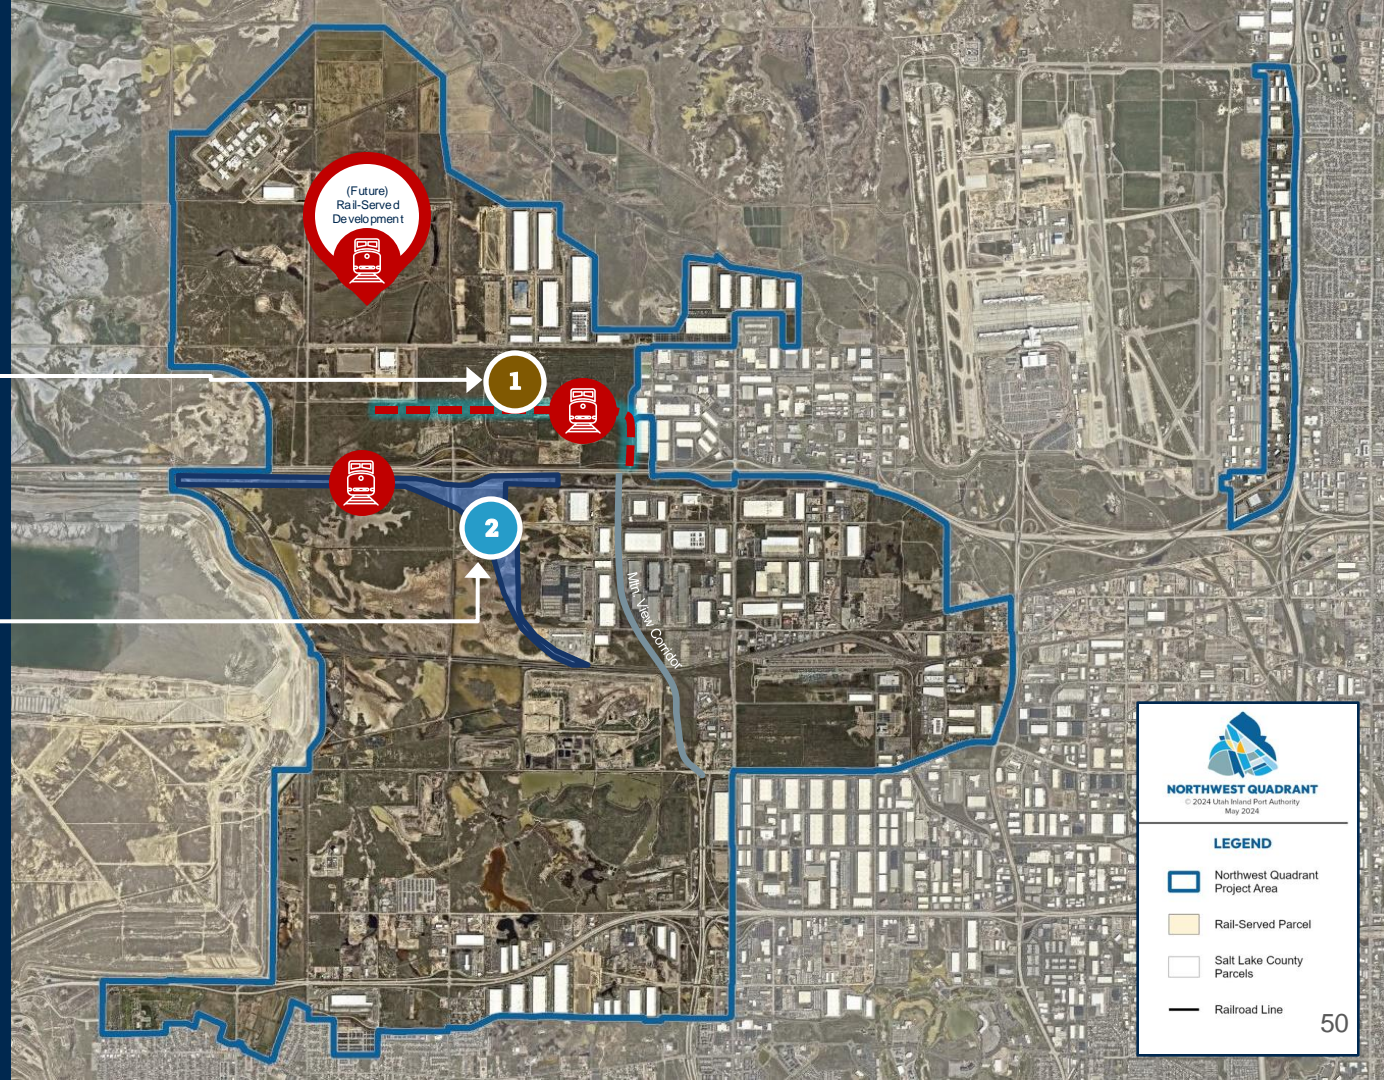 (Future)
Rail-Served
Development
1
2
Mtn. View Corridor
NORTHWEST QUADRANT
© 2024 Utah Inland Port Authority
May 2024
LEGEND
Northwest Quadrant
Project Area
Rail-Served Parcel
Salt Lake County
Parcels
Railroad Line
50